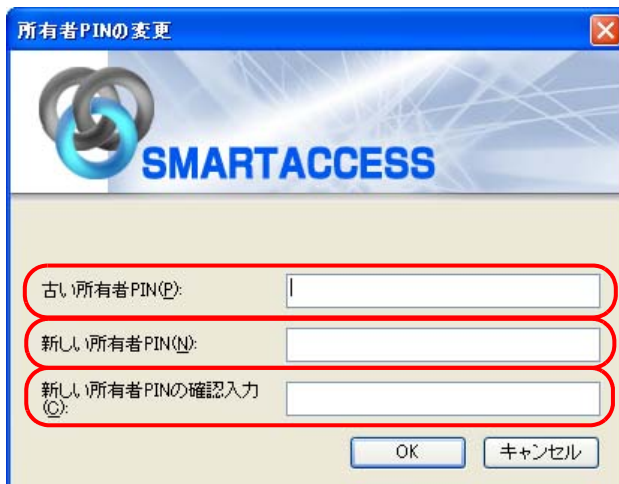 所有者PINの変更
SMARTACCESS
古い所有者PIN(P):
新しい所有者PIN(N):
新しい所有者PINの確認入力
(C):
OK キャンセル